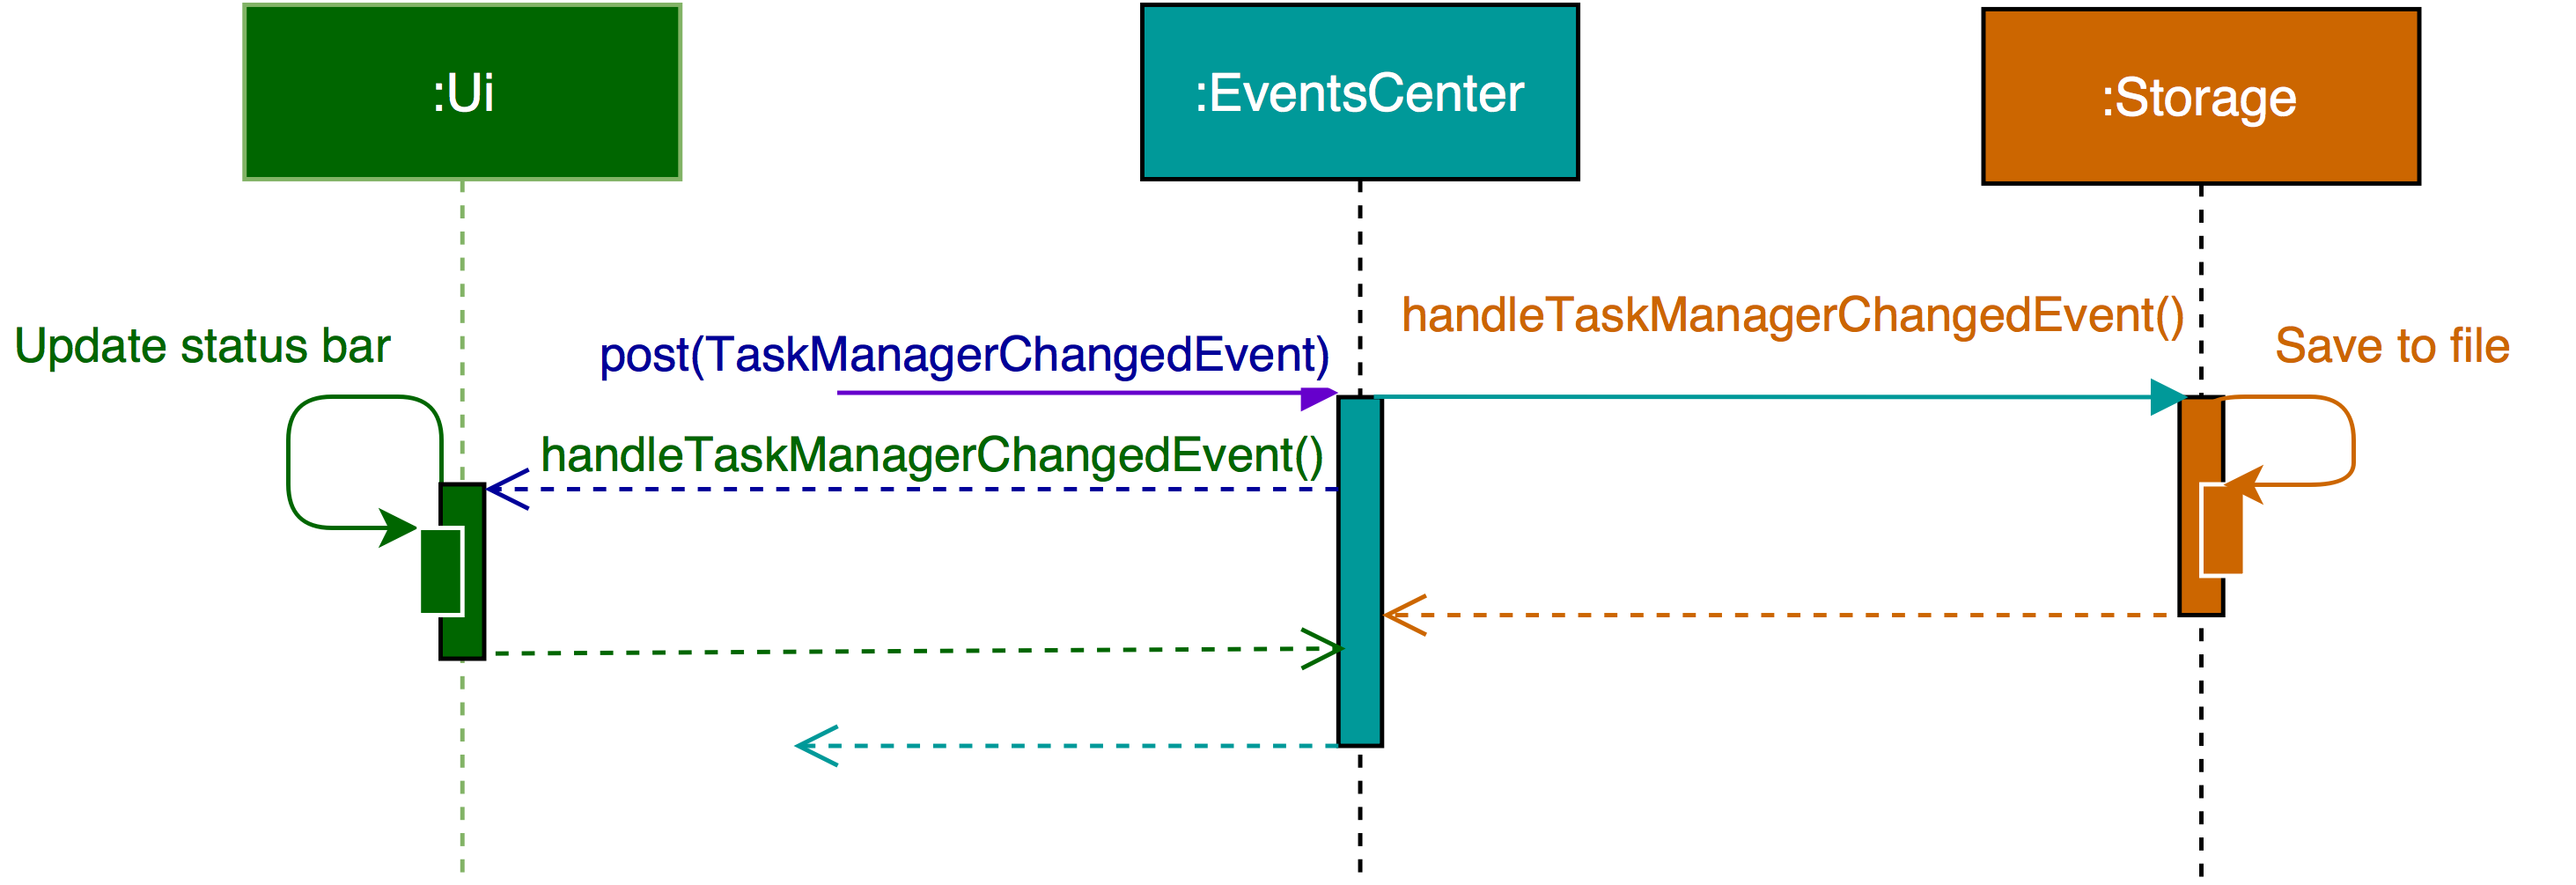 :Ui
:EventsCenter
:Storage
handleTaskManagerChangedEvent()
Update status bar
post(TaskManagerChangedEvent)
Save to file
handleTaskManagerChangedEvent()